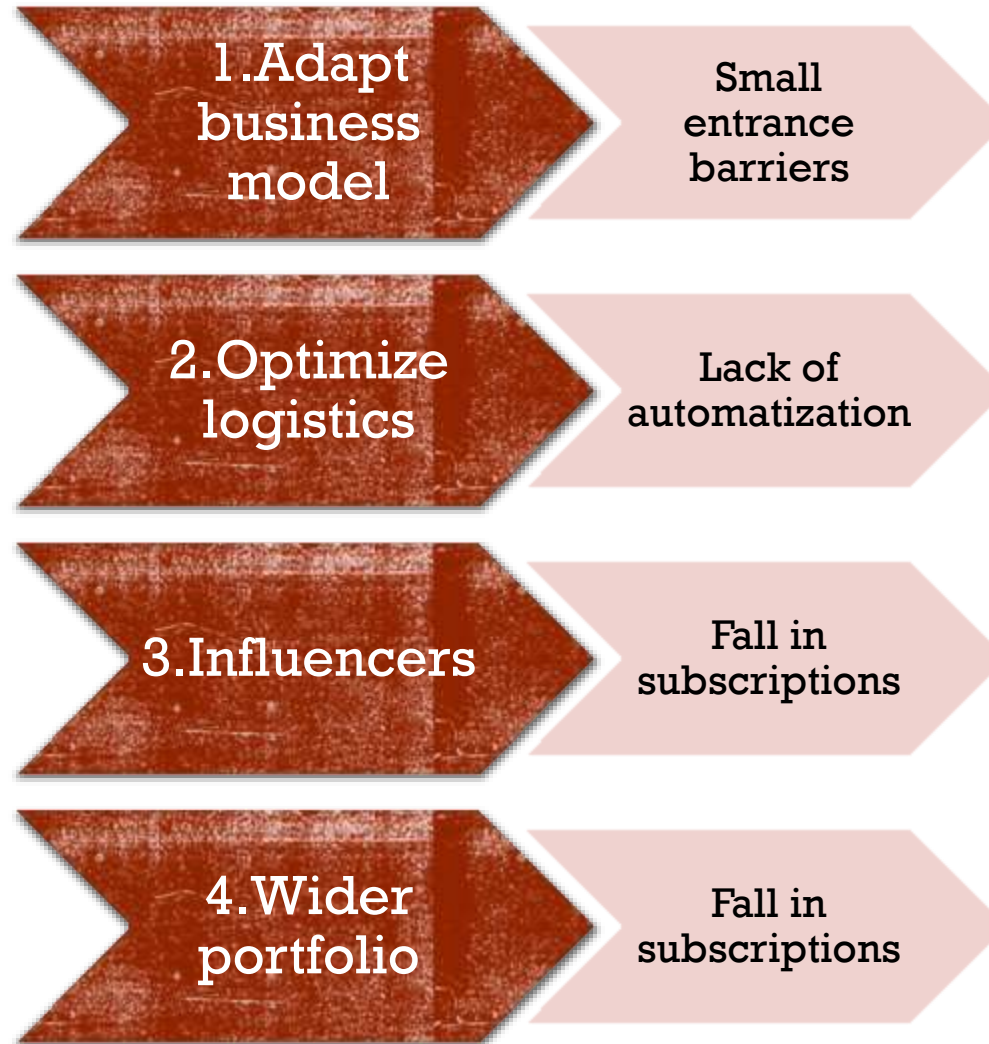 1.Adapt
business
model
Small
entrance
barriers
2.Optimize
logistics
Lack of
automatization
3.Influencers
Fall in
subscriptions
4.Wider
portfolio
Fall in
subscriptions